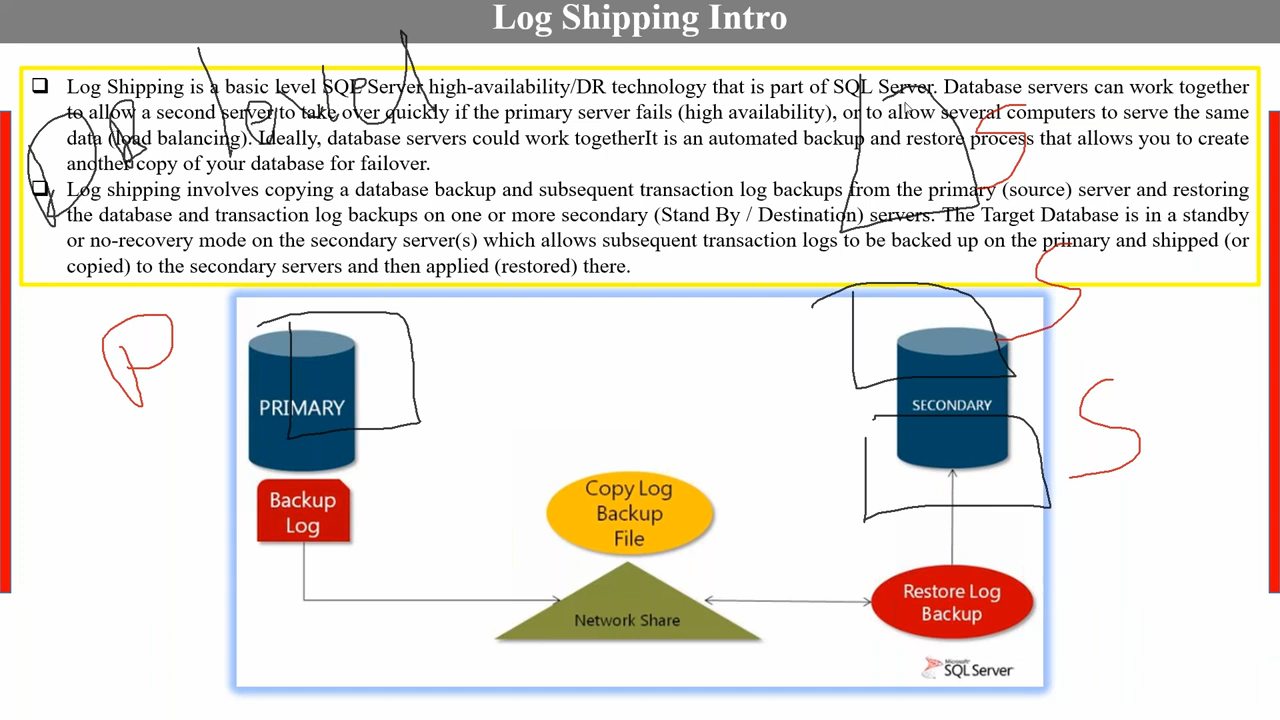 Log Shipping Intro
Log Shipping is a basic level SQL Server high-availability/DR technology that is part of SQL Server. Database servers can work together
to allow a second server to take over quickly if the primary server fails (high availability), or to allow several computers to serve the same
data (load balancing). Ideally, database servers could work togetherIt is an automated backup and restore process that allows you to create
another copy of your database for failover.
Log shipping involves copying a database backup and subsequent transaction log backups from the primary (source) server and restoring
the database and transaction log backups on one or more secondary (Stand By / Destination) servers. The Target Database is in a standby
or no-recovery mode on the secondary server(s) which allows subsequent transaction logs to be backed up on the primary and shipped (or
copied) to the secondary servers and then applied (restored) there.
DB level
S
S
P
S
PRIMARY
SECONDARY
Backup
Log
Copy Log
Backup
File
Network Share
Restore Log
Backup
Microsoft
SQL Server